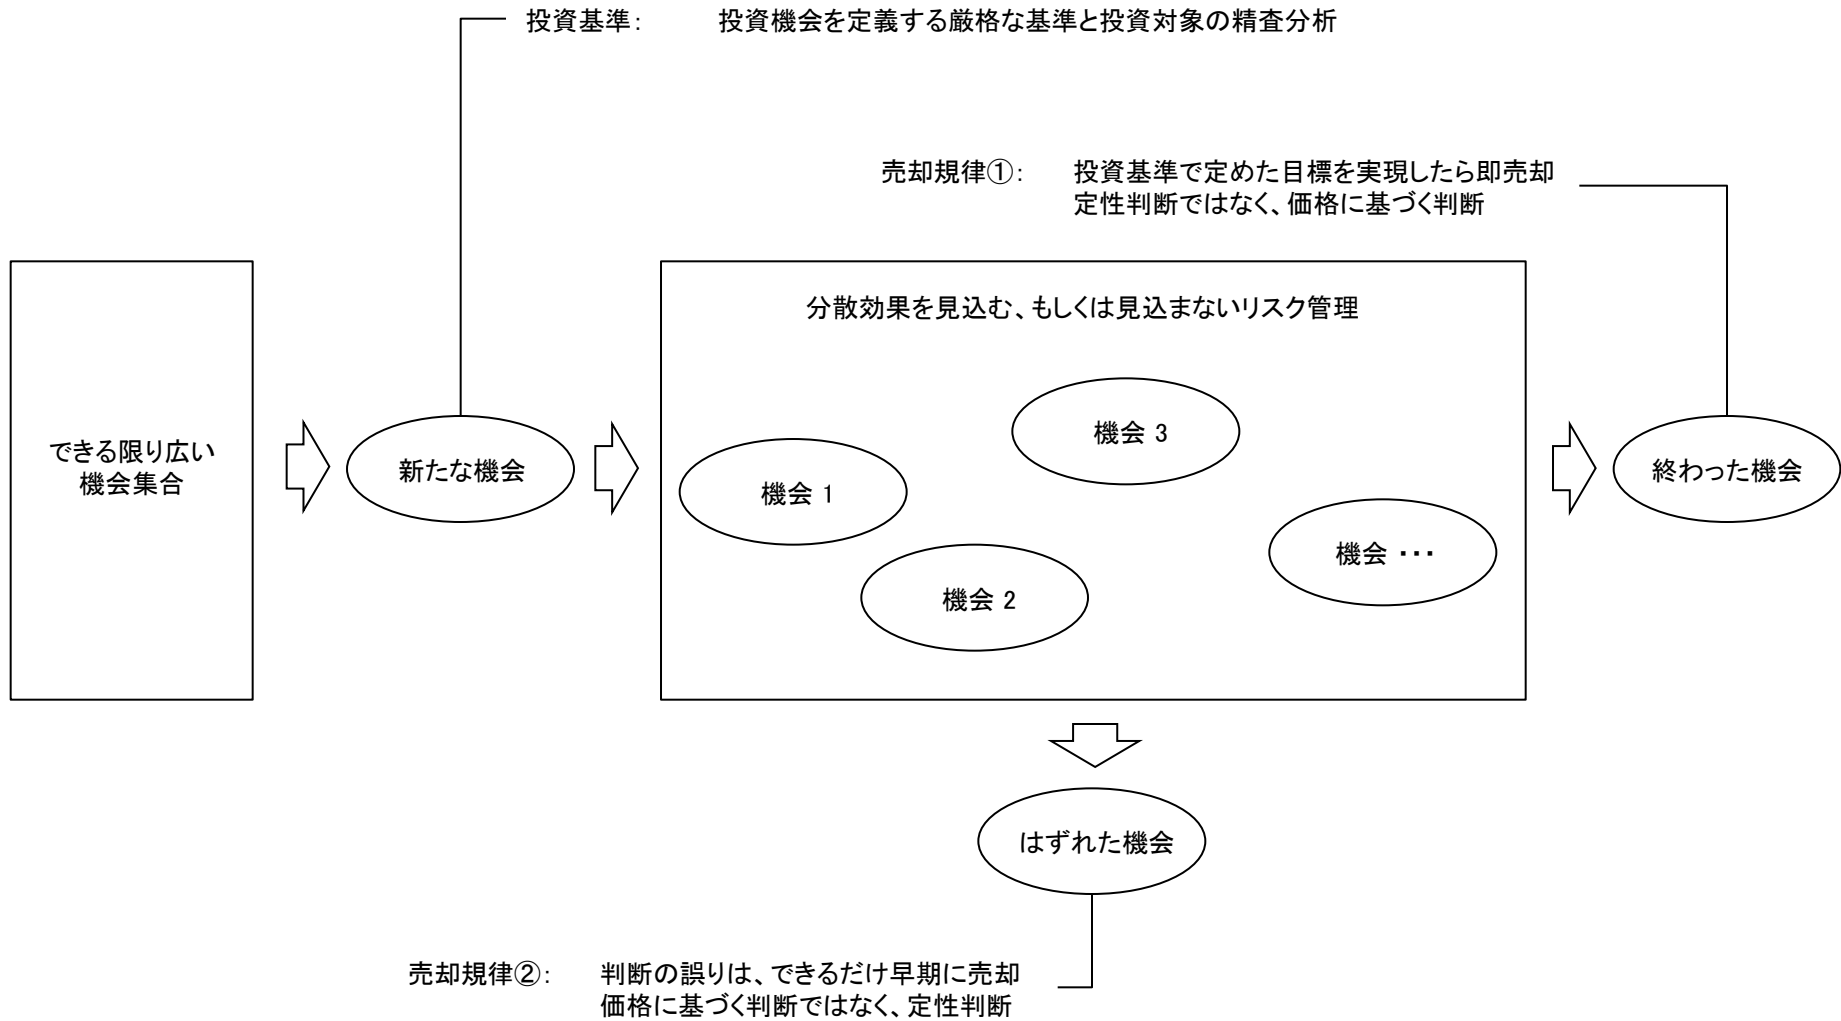 投資基準： 投資機会を定義する厳格な基準と投資対象の精査分析
売却規律①： 投資基準で定めた目標を実現したら即売却
定性判断ではなく、価格に基づく判断
分散効果を見込む、もしくは見込まないリスク管理
できる限り広い
機会集合
新たな機会
機会 1
機会 2
機会 3
機会 ・・・
終わった機会
はずれた機会
売却規律②： 判断の誤りは、できるだけ早期に売却
価格に基づく判断ではなく、定性判断